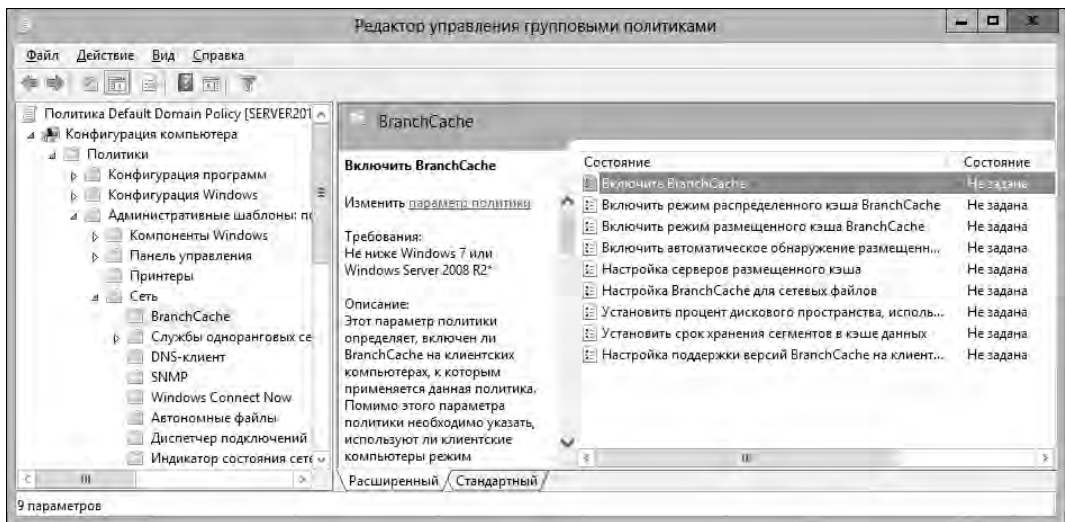 Редактор управления групповыми политиками
Файл Действие Вид Справка
Политика Default Domain Policy [SERVER201
Конфигурация компьютера
Политики
Конфигурация программ
Конфигурация Windows
Административные шаблоны: по
Компоненты Windows
Панель управления
Принтеры
Сеть
BranchCache
Службы одноранговых се
DNS-клиент
SNMP
Windows Connect Now
Автономные файлы
Диспетчер подключений
Индикатор состояния сете
BranchCache
Включить BranchCache
Изменить параметр политики
Требования:
Не ниже Windows 7 или
Windows Server 2008 R2*
Описание:
Этот параметр политики
определяет, включен ли
BranchCache на клиентских
компьютерах, к которым
применяется данная политика.
Помимо этого параметра
политики необходимо указать,
используют ли клиентские
компьютеры режим
Состояние Состояние
Включить BranchCache Не задана
Включить режим распределенного кэша BranchCache Не задана
Включить режим размещенного кэша BranchCache Не задана
Включить автоматическое обнаружение размещенн... Не задана
Настройка серверов размещенного кэша Не задана
Настройка BranchCache для сетевых файлов Не задана
Установить процент дискового пространства, исполь... Не задана
Установить срок хранения сегментов в кэше данных Не задана
Настройка поддержки версий BranchCache на клиент... Не задана
Расширенный Стандартный
9 параметров